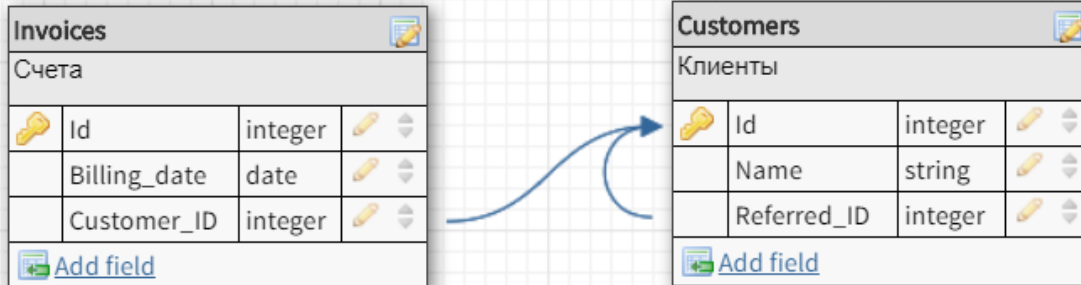 Invoices
Счета
Id integer
Billing_date date
Customer_ID integer
Add field
Customers
Клиенты
Id integer
Name string
Referred_ID integer
Add field